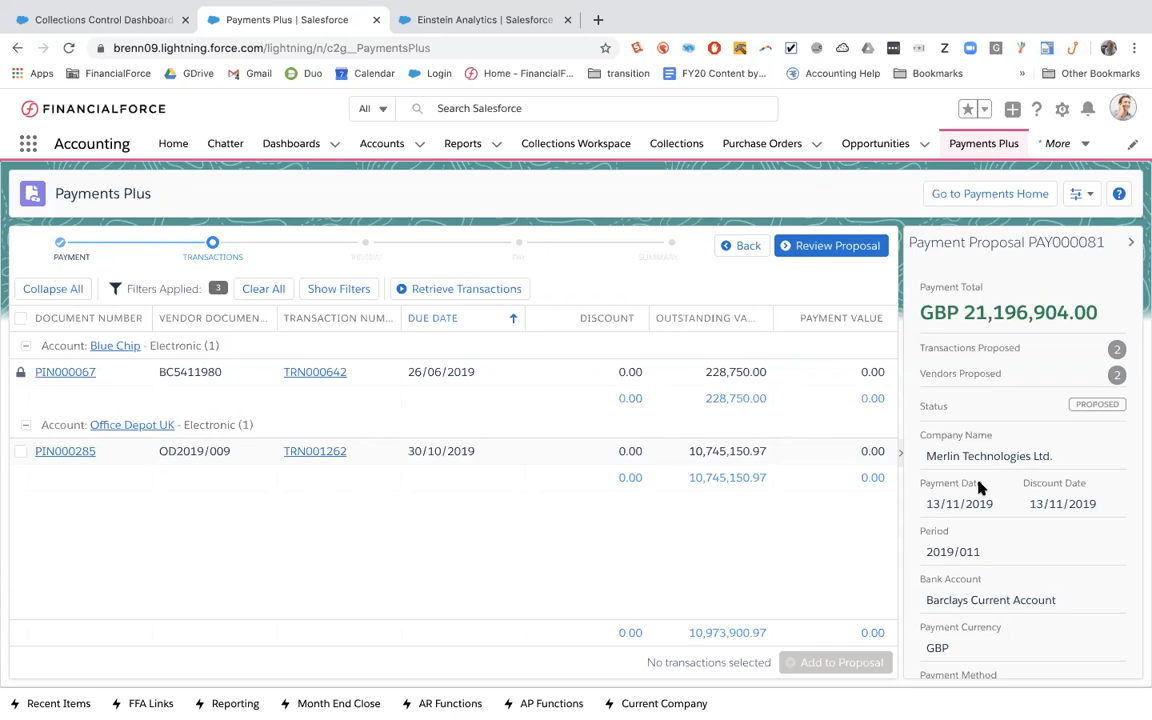 Collections Control Dashboard
Payments Plus | Salesforce
Einstein Analytics | Salesforce
brenn09.lightning.force.com/lightning/n/c2g__PaymentsPlus
Apps FinancialForce GDrive Gmail Duo Calendar Login Home - FinancialF... transition FY20 Content by... Accounting Help Bookmarks » Other Bookmarks
FINANCIALFORCE
All Search Salesforce
Accounting Home Chatter Dashboards Accounts Reports Collections Workspace Collections Purchase Orders Opportunities Payments Plus * More
Payments Plus
Go to Payments Home
PAYMENT TRANSACTIONS REVIEW PAY SUMMARY
Back Review Proposal
Collapse All Filters Applied: 3 Clear All Show Filters Retrieve Transactions
DOCUMENT NUMBER VENDOR DOCUMEN... TRANSACTION NUM... DUE DATE DISCOUNT OUTSTANDING VA... PAYMENT VALUE
Account: Blue Chip - Electronic (1)
PIN000067 BC5411980 TRN000642 26/06/2019 0.00 228,750.00 0.00
0.00 228,750.00 0.00
Account: Office Depot UK - Electronic (1)
PIN000285 OD2019/009 TRN001262 30/10/2019 0.00 10,745,150.97 0.00
0.00 10,745,150.97 0.00
0.00 10,973,900.97 0.00
No transactions selected Add to Proposal
Payment Proposal PAY000081
Payment Total
GBP 21,196,904.00
Transactions Proposed 2
Vendors Proposed 2
Status PROPOSED
Company Name
Merlin Technologies Ltd.
Payment Date Discount Date
13/11/2019 13/11/2019
Period
2019/011
Bank Account
Barclays Current Account
Payment Currency
GBP
Payment Method
Recent Items FFA Links Reporting Month End Close AR Functions AP Functions Current Company